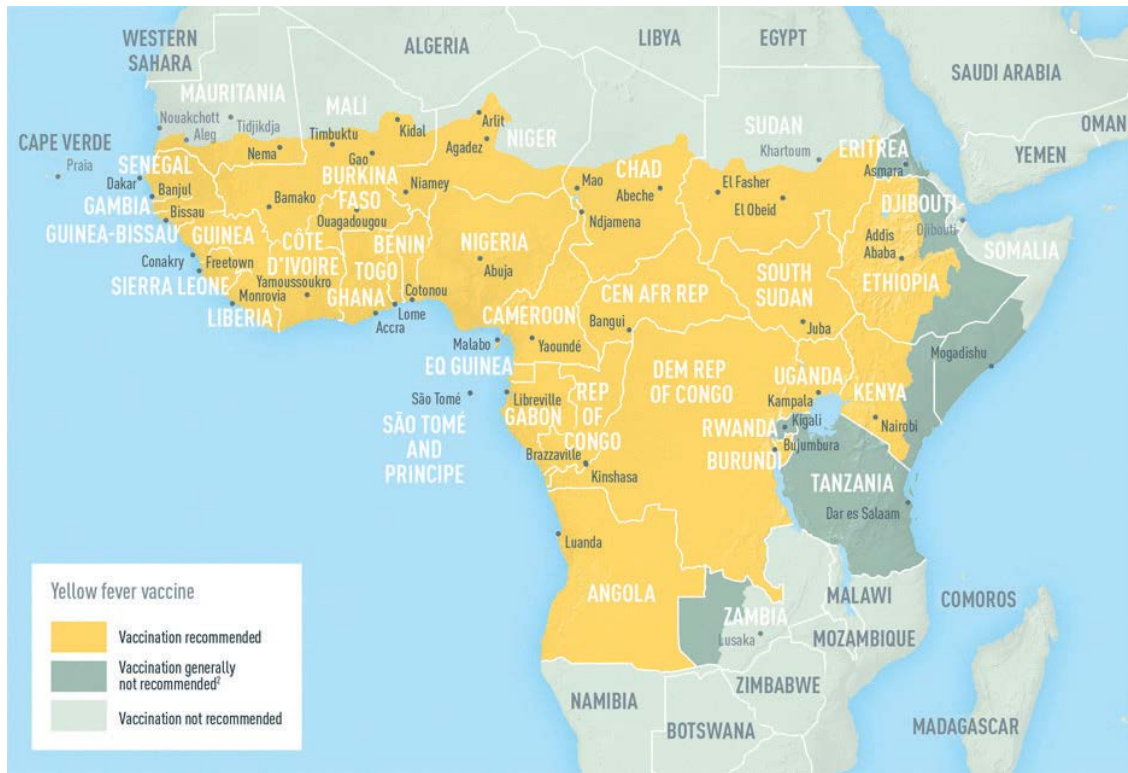 WESTERN
SAHARA
ALGERIA
LIBYA
EGYPT
SAUDI ARABIA
OMAN
YEMEN
MAURITANIA
Nouakchott
Aleg
Tidjikdja
Nema
MALI
Timbuktu
Kidal
Gao
Arlit
Agadez
NIGER
SUDAN
Khartoum
ERITREA
Asmara
CAPE VERDE
Praia
SENEGAL
Dakar
Banjul
GAMBIA
Bissau
GUINEA-BISSAU
GUINEA
Bamako
BURKINA
FASO
Ouagadougou
Niamey
CHAD
Mao
Abeche
Ndjamena
El Fasher
El Obeid
DJIBOUTI
Djibouti
Addis
Ababa
SOMALIA
Conakry
Freetown
SIERRA LEONE
CÔTE
D'IVOIRE
Yamoussoukro
Monrovia
LIBERIA
GHANA
TOGO
BÉNIN
Cotonou
Lome
Accra
NIGERIA
Abuja
CAMEROON
CEN AFR REP
Bangui
SOUTH
SUDAN
Juba
ETHIOPIA
Mogadishu
Malabo
Yaoundé
EQ GUINEA
São Tomé
SÃO TOMÉ
AND
PRINCIPE
Libreville
GABON
REP
OF
CONGO
Brazzaville
Kinshasa
DEM REP
OF CONGO
UGANDA
Kampala
KENYA
Nairobi
RWANDA
Kigali
Bujumbura
BURUNDI
TANZANIA
Dar es Salaam
Luanda
ANGOLA
ZAMBIA
Lusaka
MALAWI
MOZAMBIQUE
COMOROS
ZIMBABWE
NAMIBIA
BOTSWANA
MADAGASCAR
Yellow fever vaccine
Vaccination recommended
Vaccination generally
not recommended²
Vaccination not recommended